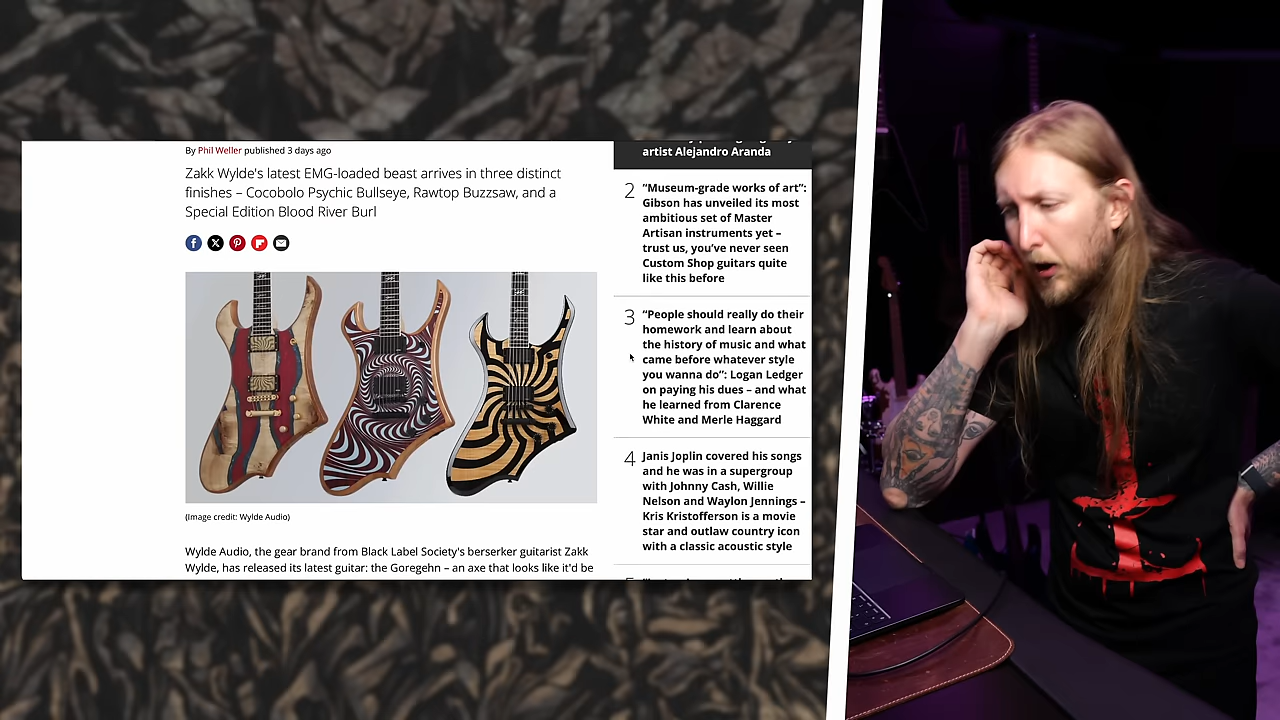 By Phil Weller published 3 days ago
Zakk Wylde's latest EMG-loaded beast arrives in three distinct
finishes – Cocobolo Psychic Bullseye, Rawtop Buzzsaw, and a
Special Edition Blood River Burl
(Image credit: Wylde Audio)
Wylde Audio, the gear brand from Black Label Society's berserker guitarist Zakk
Wylde, has released its latest guitar: the Goregehn – an axe that looks like it'd be
artist Alejandro Aranda
2
“Museum-grade works of art”:
Gibson has unveiled its most
ambitious set of Master
Artisan instruments yet –
trust us, you’ve never seen
Custom Shop guitars quite
like this before
3
“People should really do their
homework and learn about
the history of music and what
came before whatever style
you wanna do”: Logan Ledger
on paying his dues – and what
he learned from Clarence
White and Merle Haggard
4
Janis Joplin covered his songs
and he was in a supergroup
with Johnny Cash, Willie
Nelson and Waylon Jennings –
Kris Kristofferson is a movie
star and outlaw country icon
with a classic acoustic style